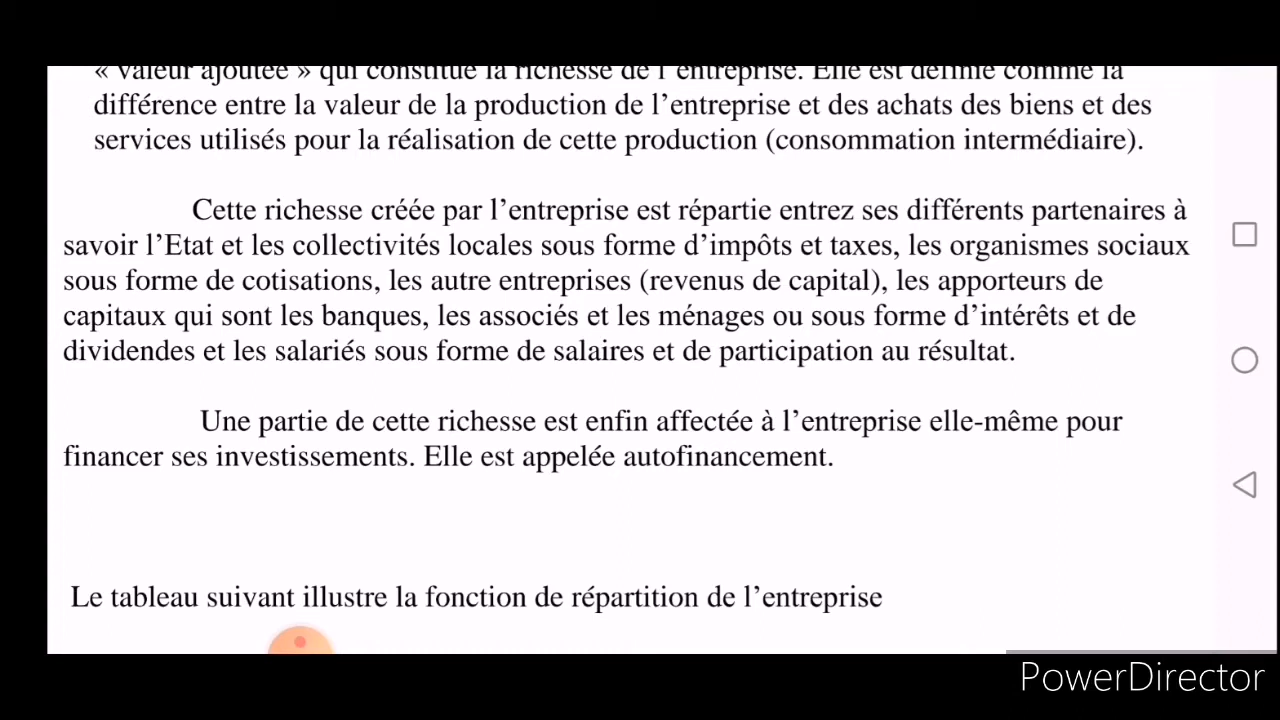 « valeur ajoutée » qui constitue la richesse de l’entreprise. Elle est définie comme la
différence entre la valeur de la production de l’entreprise et des achats des biens et des
services utilisés pour la réalisation de cette production (consommation intermédiaire).
Cette richesse créée par l’entreprise est répartie entrez ses différents partenaires à
savoir l’Etat et les collectivités locales sous forme d’impôts et taxes, les organismes sociaux
sous forme de cotisations, les autre entreprises (revenus de capital), les apporteurs de
capitaux qui sont les banques, les associés et les ménages ou sous forme d’intérêts et de
dividendes et les salariés sous forme de salaires et de participation au résultat.
Une partie de cette richesse est enfin affectée à l’entreprise elle-même pour
financer ses investissements. Elle est appelée autofinancement.
Le tableau suivant illustre la fonction de répartition de l’entreprise
PowerDirector